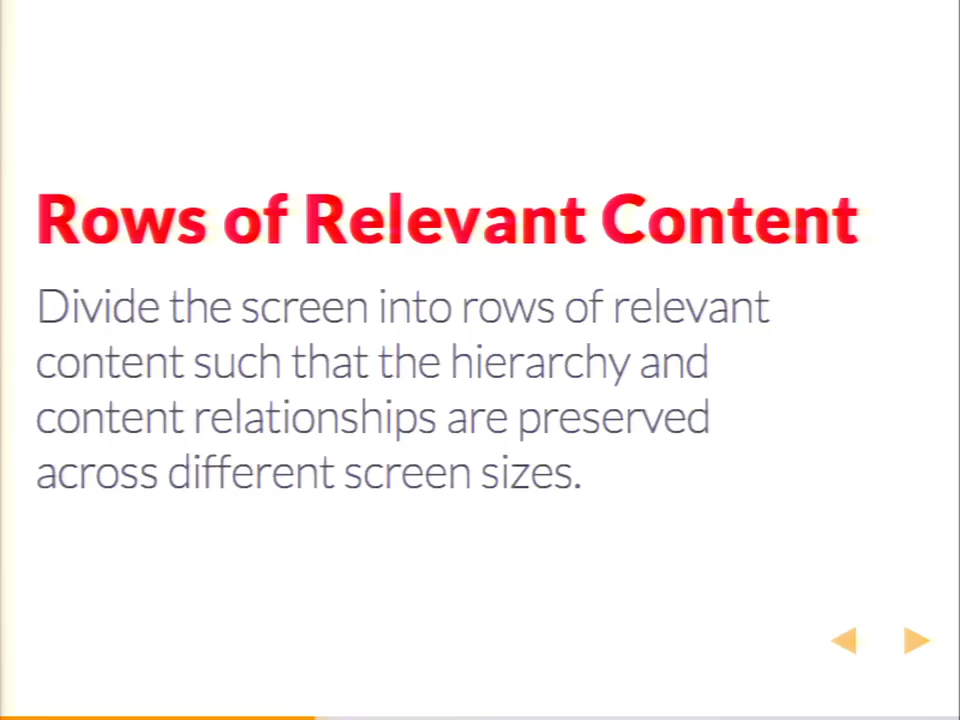 Rows of Relevant Content
Divide the screen into rows of relevant
content such that the hierarchy and
content relationships are preserved
across different screen sizes.